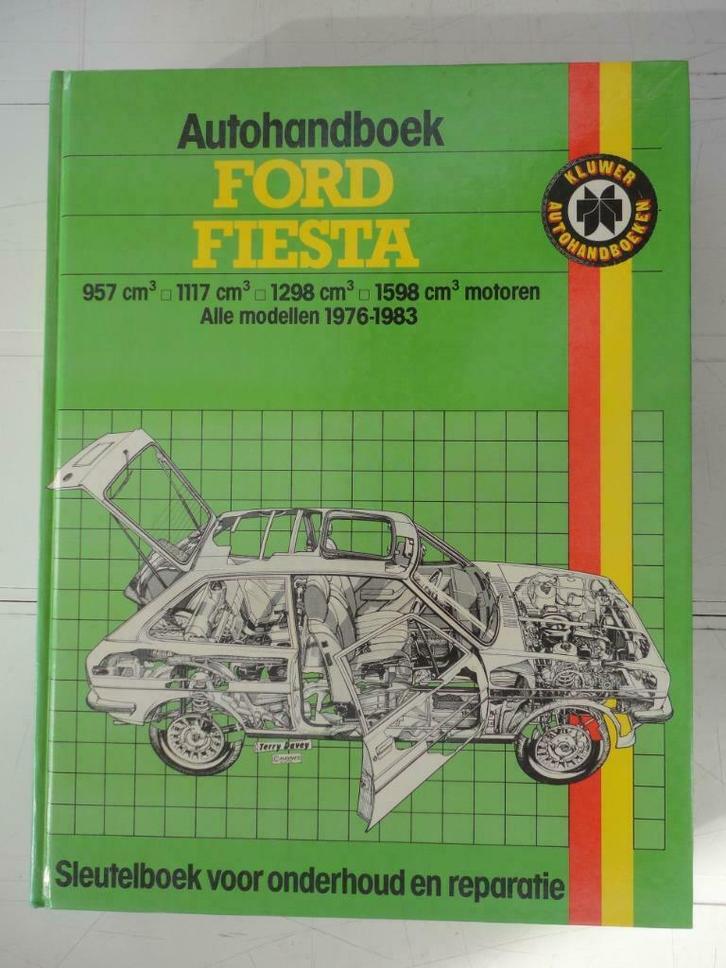 Autohandboek
FORD
FIESTA
KLUWER
AUTOHANDBOEKEN
957 cm³ □ 1117 cm³ □ 1298 cm³ □ 1598 cm³ motoren
Alle modellen 1976-1983
Terry Davey
Sleutelboek voor onderhoud en reparatie